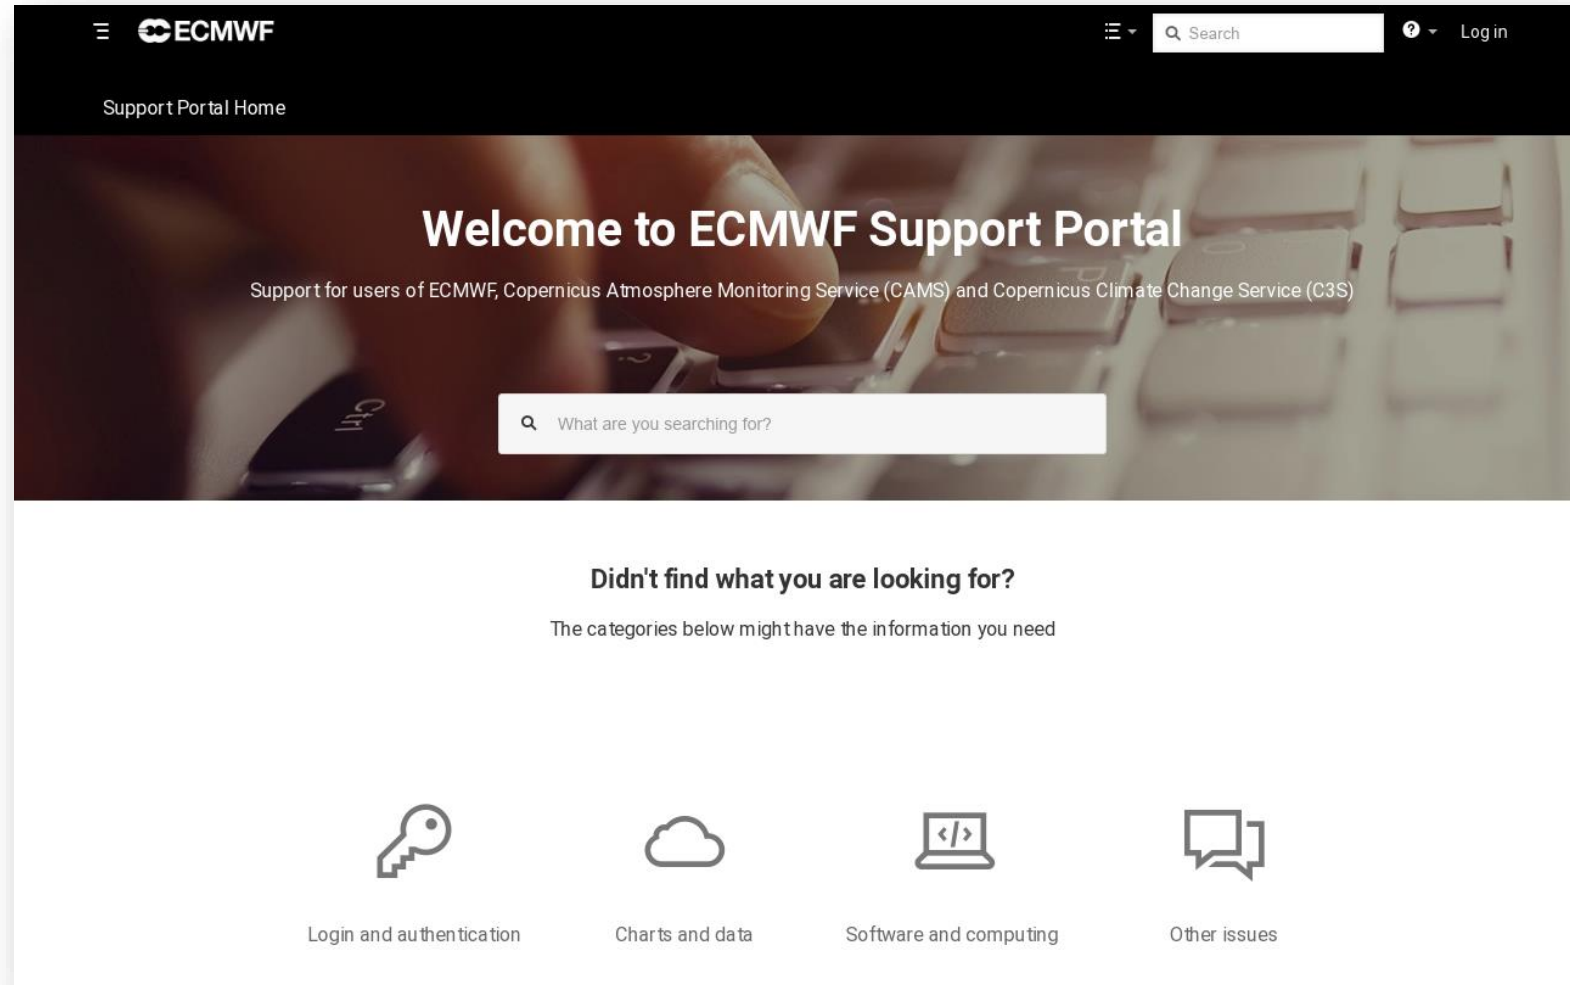 ECMWF
Search
Log in
Support Portal Home
Welcome to ECMWF Support Portal
Support for users of ECMWF, Copernicus Atmosphere Monitoring Service (CAMS) and Copernicus Climate Change Service (C3S)
?
P
O
Ctrl
What are you searching for?
Didn't find what you are looking for?
The categories below might have the information you need
</>
Login and authentication
Charts and data
Software and computing
Other issues